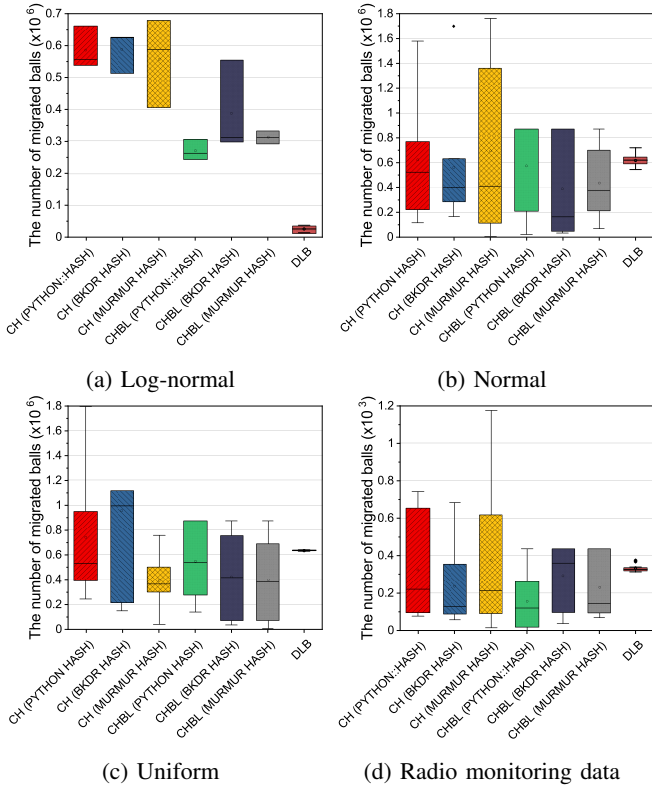 The number of migrated balls (x10 6)
0.7
0.6
0.5
0.4
0.3
0.2
0.1
0
CH (PYTHON::HASH)
CH (BKDR HASH)
CH (MURMUR HASH)
CHBL (PYTHON::HASH)
CHBL (BKDR HASH)
CHBL (MURMUR HASH)
DLB
(a) Log-normal
The number of migrated balls (x10 6)
1.8
1.6
1.4
1.2
1
0.8
0.6
0.4
0.2
0
CH (PYTHON HASH)
CH (BKDR HASH)
CH (MURMUR HASH)
CHBL (PYTHON HASH)
CHBL (BKDR HASH)
CHBL (MURMUR HASH)
DLB
(b) Normal
The number of migrated balls (x10 6)
1.8
1.6
1.4
1.2
1
0.8
0.6
0.4
0.2
0
CH (PYTHON HASH)
CH (BKDR HASH)
CH (MURMUR HASH)
CHBL (PYTHON HASH)
CHBL (BKDR HASH)
CHBL (MURMUR HASH)
DLB
(c) Uniform
The number of migrated balls (x10 3)
1.2
1
0.8
0.6
0.4
0.2
0
CH (PYTHON::HASH)
CH (BKDR HASH)
CH (MURMUR HASH)
CHBL (PYTHON::HASH)
CHBL (BKDR HASH)
CHBL (MURMUR HASH)
DLB
(d) Radio monitoring data